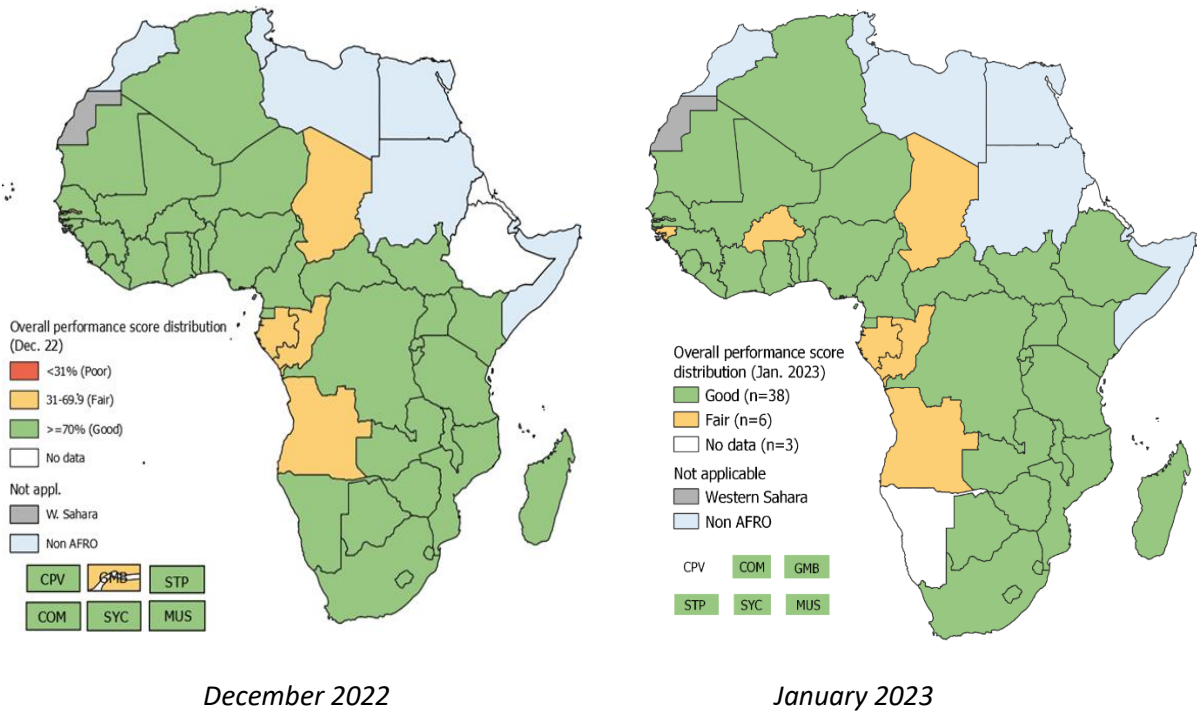 Overall performance score distribution
(Dec. 22)
<31% (Poor)
31-69.9 (Fair)
>=70% (Good)
No data
Not appl.
W. Sahara
Non AFRO
CPV GMB STP
COM SYC MUS
Overall performance score
distribution (Jan. 2023)
Good (n=38)
Fair (n=6)
No data (n=3)
Not applicable
Western Sahara
Non AFRO
CPV COM GMB
STP SYC MUS
December 2022
January 2023